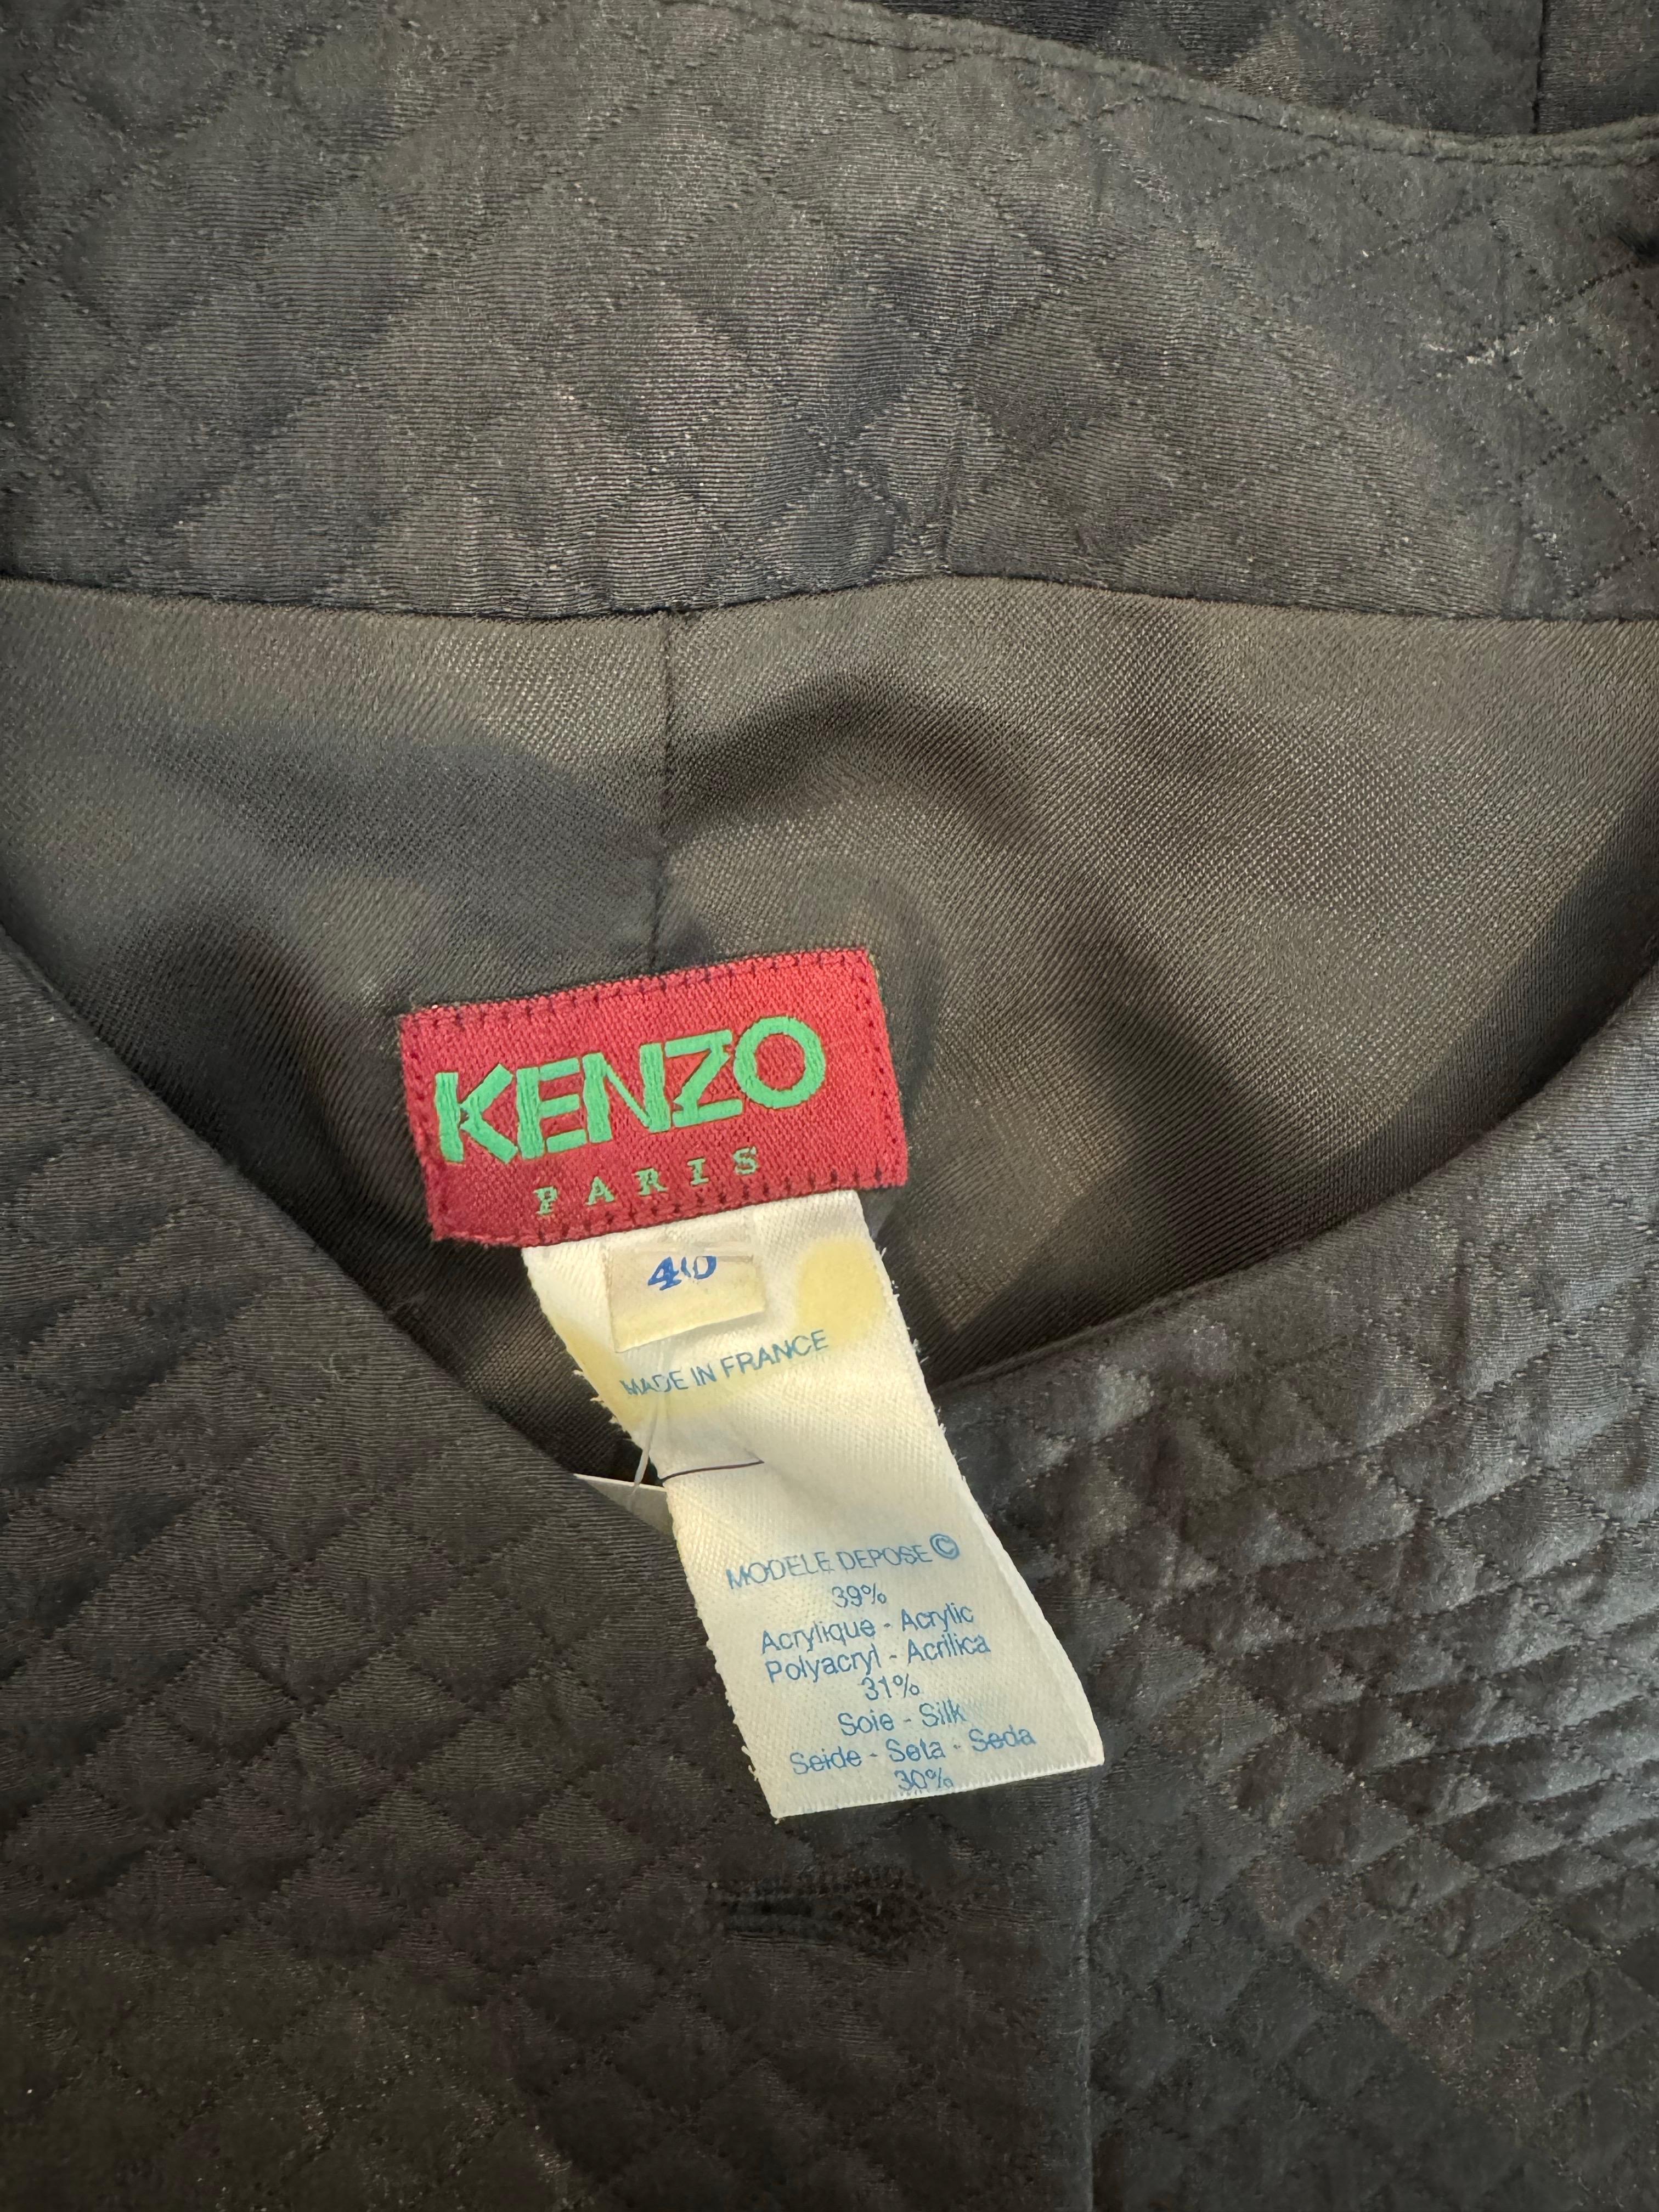 KENZO
PARIS
40
MADE IN FRANCE
MODELE DEPOSE ©
39%
Acrylique - Acrylic
Polyacryl - Acrilica
31%
Soie - Silk
Seide - Seta - Seda
30%